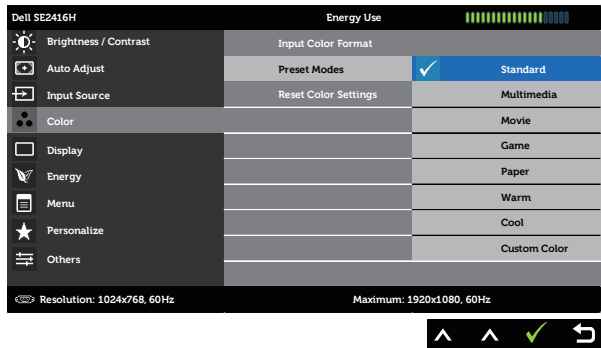 Dell SE2416H
Energy Use
Brightness / Contrast
Auto Adjust
Input Source
Color
Display
Energy
Menu
Personalize
Others
Input Color Format
Preset Modes
Reset Color Settings
Standard
Multimedia
Movie
Game
Paper
Warm
Cool
Custom Color
Resolution: 1024x768, 60Hz
Maximum: 1920x1080, 60Hz